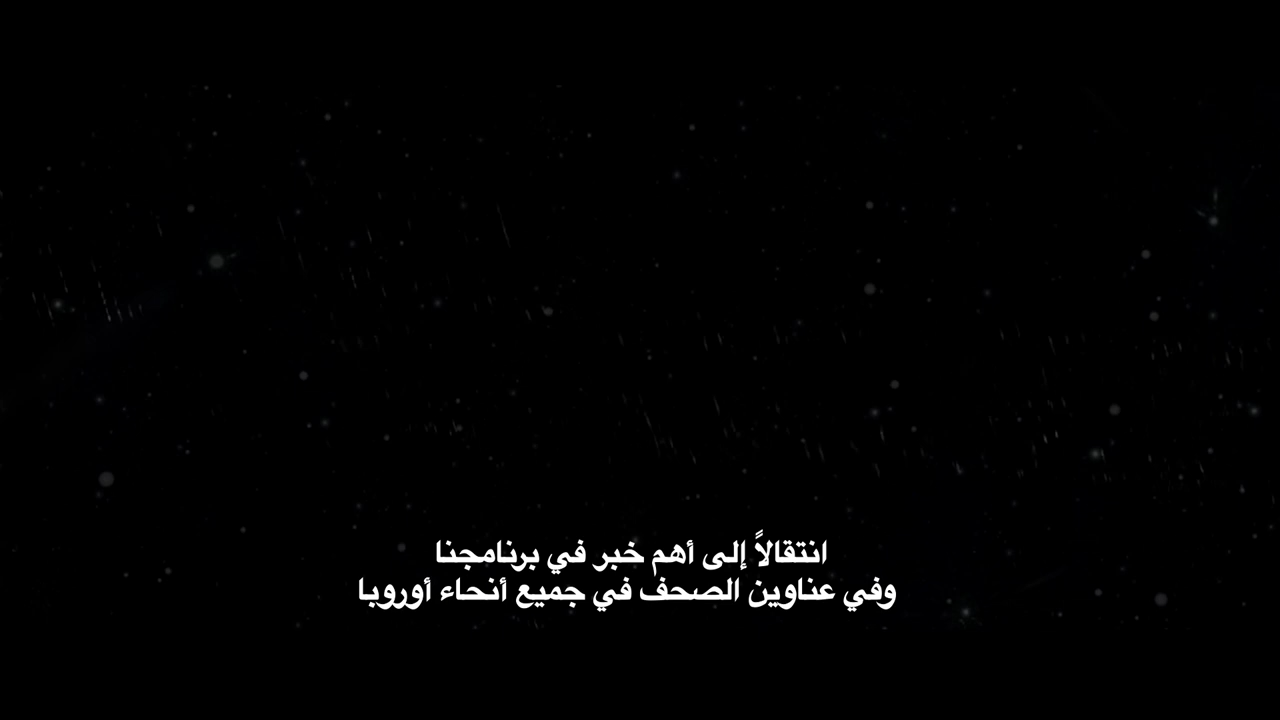 انتقالاً إلى أهم خبر في برنامجنا
وفي عناوين الصحف في جميع أنحاء أوروبا